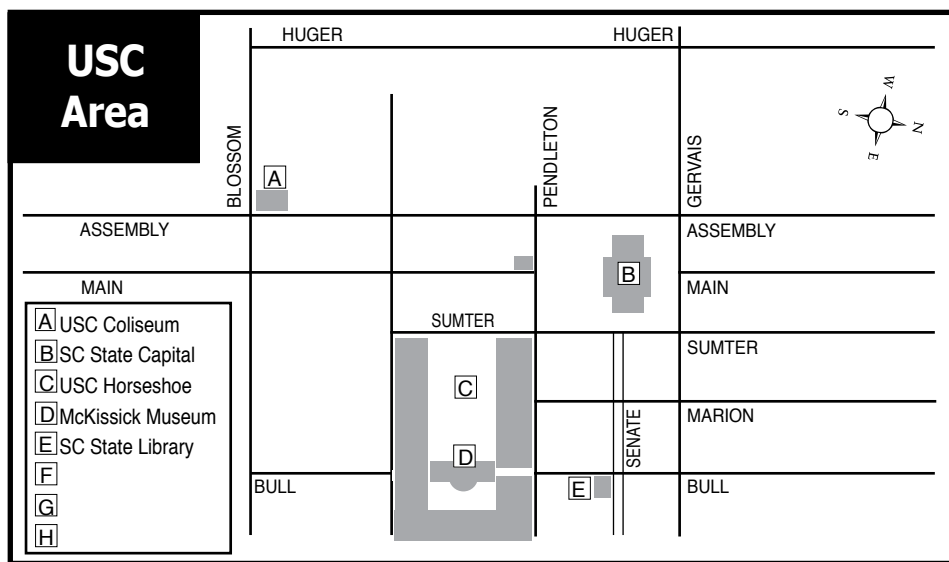 USC
Area
HUGER
HUGER
BLOSSOM
PENDLETON
GERVAIS
W
S
N
E
A
ASSEMBLY
ASSEMBLY
B
MAIN
MAIN
SUMTER
SUMTER
C
MARION
SENATE
D
BULL
E
BULL
A USC Coliseum
B SC State Capital
C USC Horseshoe
D McKissick Museum
E SC State Library
F
G
H